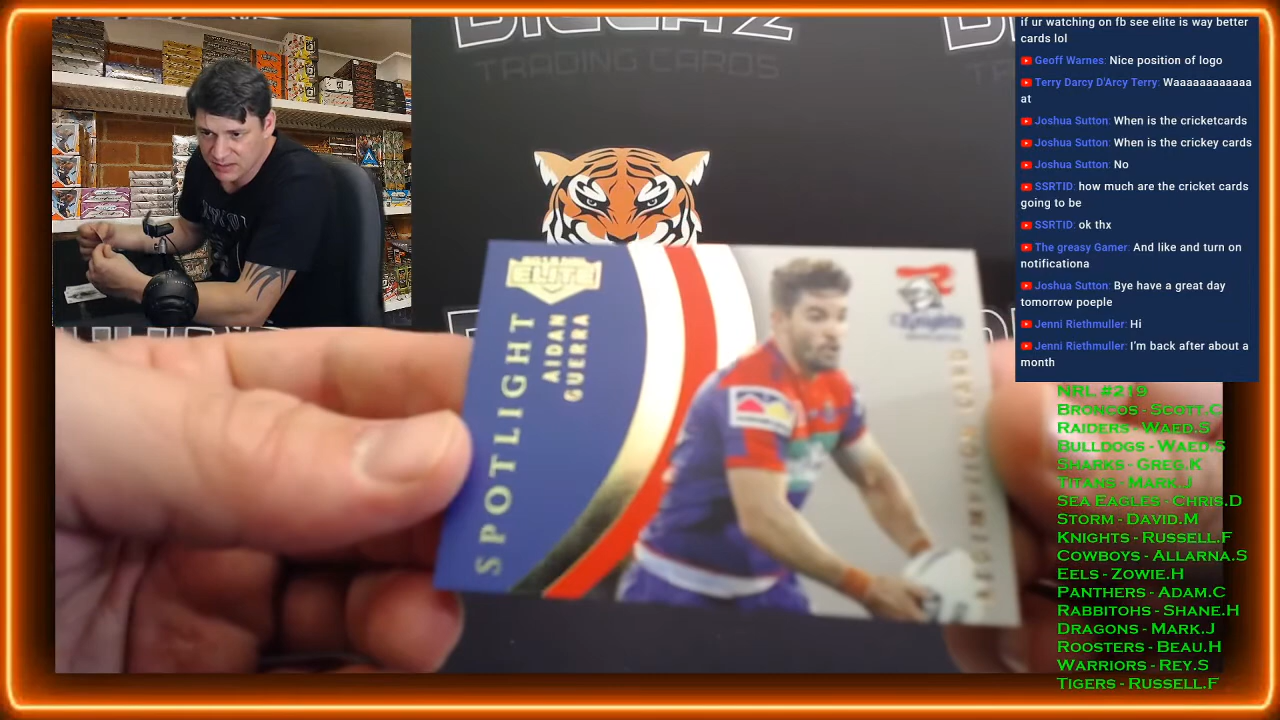 TRADING CARDS
if ur watching on fb see elite is way better
cards lol
Geoff Warnes: Nice position of logo
Terry Darcy D'Arcy Terry: Waaaaaaaaaaaa
at
Joshua Sutton: When is the cricketcards
Joshua Sutton: When is the crickey cards
Joshua Sutton: No
SSRTID: how much are the cricket cards
going to be
SSRTID: ok thx
The greasy Gamer: And like and turn on
notificationa
Joshua Sutton: Bye have a great day
tomorrow poeple
Jenni Riethmuller: Hi
Jenni Riethmuller: I'm back after about a
month
ELITE
SPOTLIGHT
AIDAN
GUERRA
Knights
NRL #219
BRONCOS - SCOTT.C
RAIDERS - WAED.S
BULLDOGS - WAED.S
SHARKS - GREG.K
TITANS - MARK.J
SEA EAGLES - CHRIS.D
STORM - DAVID.M
KNIGHTS - RUSSELL.F
COWBOYS - ALLARNA.S
EELS - ZOWIE.H
PANTHERS - ADAM.C
RABBITOHS - SHANE.H
DRAGONS - MARK.J
ROOSTERS - BEAU.H
WARRIORS - REY.S
TIGERS - RUSSELL.F